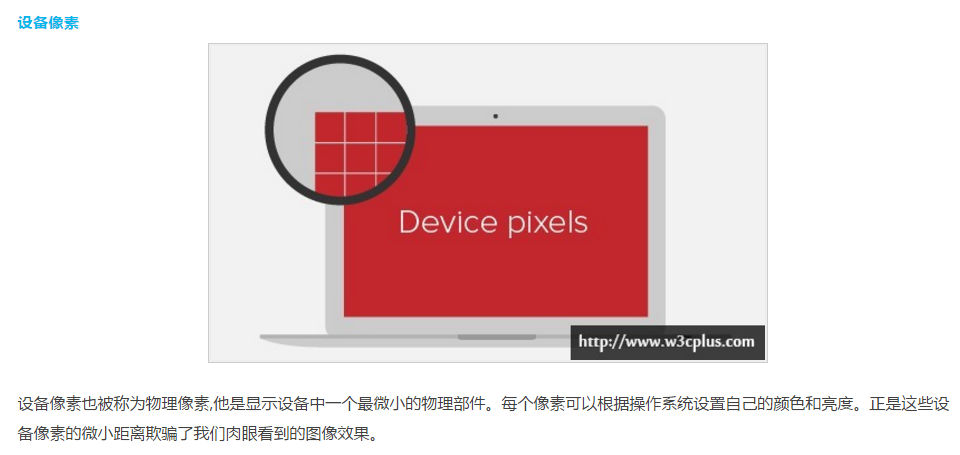 设备像素
Device pixels
http://www.w3cplus.com
设备像素也被称为物理像素,他是显示设备中一个最微小的物理部件。每个像素可以根据操作系统设置自己的颜色和亮度。正是这些设
备像素的微小距离欺骗了我们肉眼看到的图像效果。